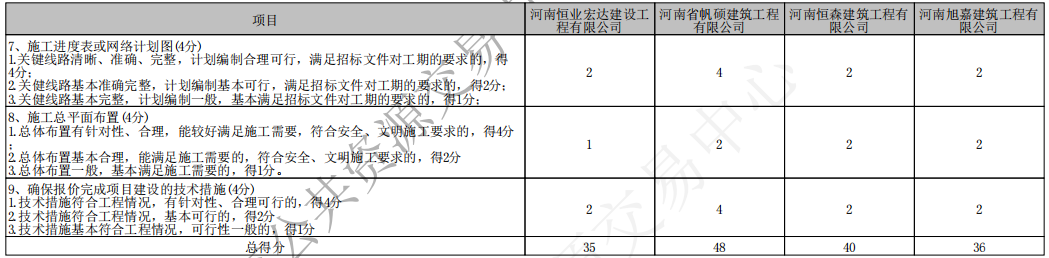 项目
河南恒业宏达建设工
程有限公司
河南省帆硕建筑工程
有限公司
河南恒森建筑工程有
限公司
河南旭嘉建筑工程有
限公司
7、施工进度表或网络计划图(4分)
1.关键线路清晰、准确、完整，计划编制合理可行，满足招标文件对工期的要求的，得
4分；
2.关健线路基本准确完整，计划编制基本可行，满足招标文件对工期的要求的，得2分；
3.关健线路基本完整，计划编制一般，基本满足招标文件对工期的要求的，得1分；
2
4
2
2
8、施工总平面布置(4分)
1.总体布置有针对性、合理，能较好满足施工需要，符合安全、文明施工要求的，得4分
；
2.总体布置基本合理，能满足施工需要的，符合安全、文明施工要求的，得2分
3.总体布置一般，基本满足施工需要的，得1分。
1
2
2
2
9、确保报价完成项目建设的技术措施(4分)
1.技术措施符合工程情况，有针对性、合理可行的，得4分
2.技术措施符合工程情况，基本可行的，得2分
3.技术措施基本符合工程情况，可行性一般的，得1分
2
4
2
2
总得分
35
48
40
36
公共资源交易
交易中心